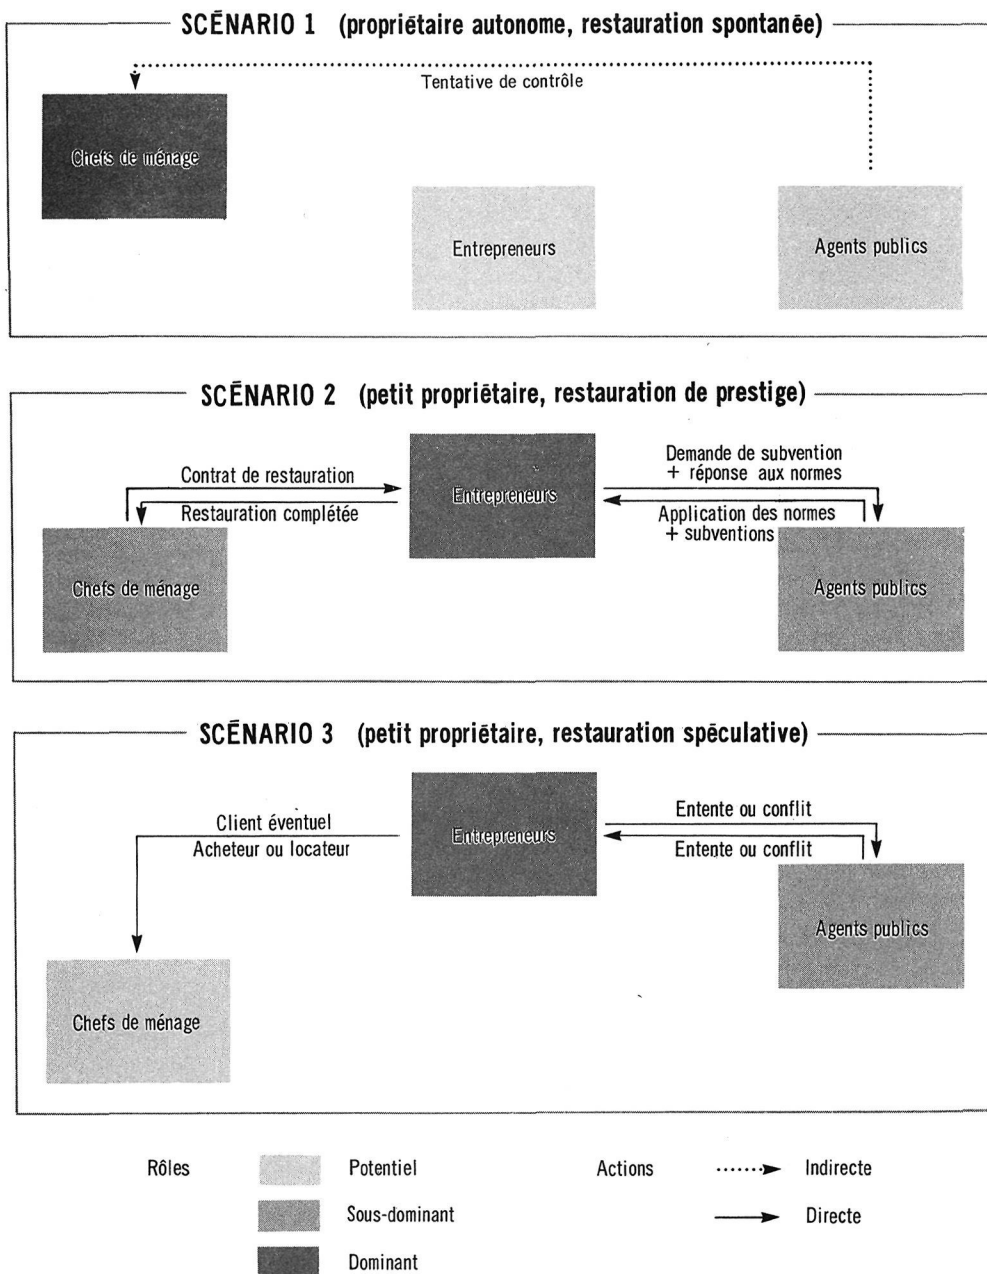 SCÉNARIO 1 (propriétaire autonome, restauration spontanée)
Tentative de contrôle
Chefs de ménage
Entrepreneurs
Agents publics
SCÉNARIO 2 (petit propriétaire, restauration de prestige)
Contrat de restauration
Restauration complétée
Entrepreneurs
Demande de subvention
+ réponse aux normes
Application des normes
+ subventions
Chefs de ménage
Agents publics
SCÉNARIO 3 (petit propriétaire, restauration spéculative)
Client éventuel
Acheteur ou locateur
Entrepreneurs
Entente ou conflit
Entente ou conflit
Agents publics
Chefs de ménage
Rôles
Potentiel
Sous-dominant
Dominant
Actions
Indirecte
Directe